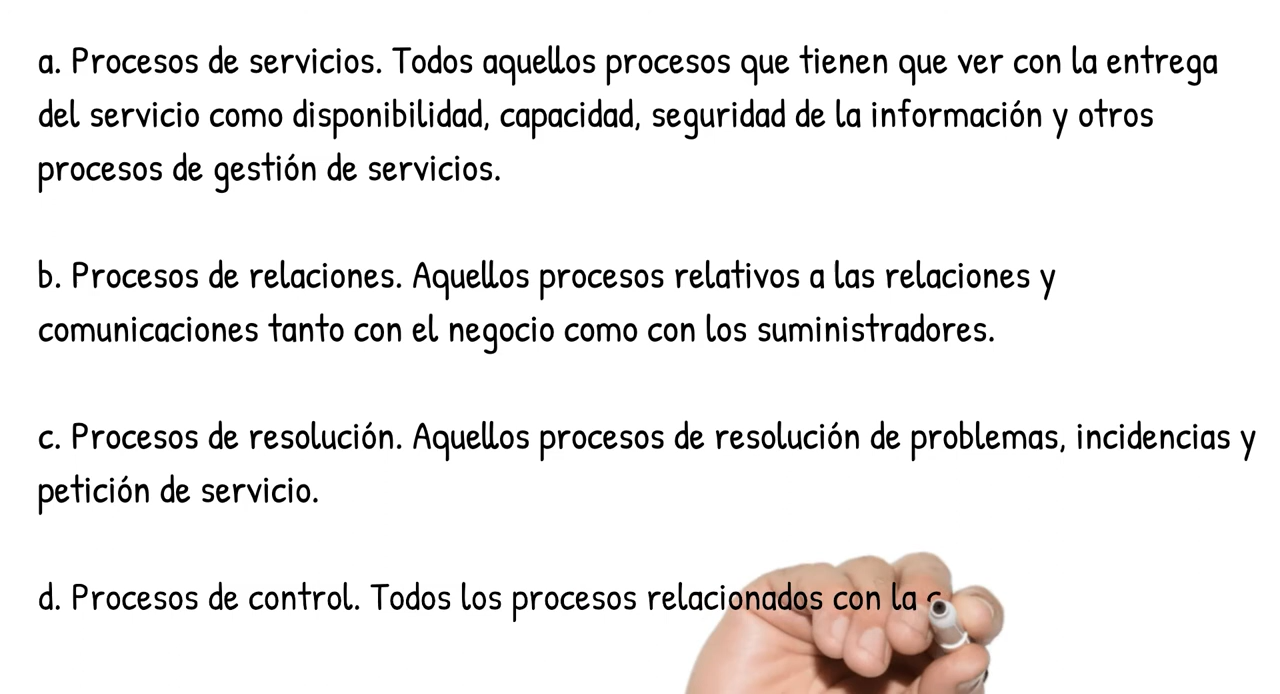 a. Procesos de servicios. Todos aquellos procesos que tienen que ver con la entrega
del servicio como disponibilidad, capacidad, seguridad de la información y otros
procesos de gestión de servicios.
b. Procesos de relaciones. Aquellos procesos relativos a las relaciones y
comunicaciones tanto con el negocio como con los suministradores.
c. Procesos de resolución. Aquellos procesos de resolución de problemas, incidencias y
petición de servicio.
d. Procesos de control. Todos los procesos relacionados con la